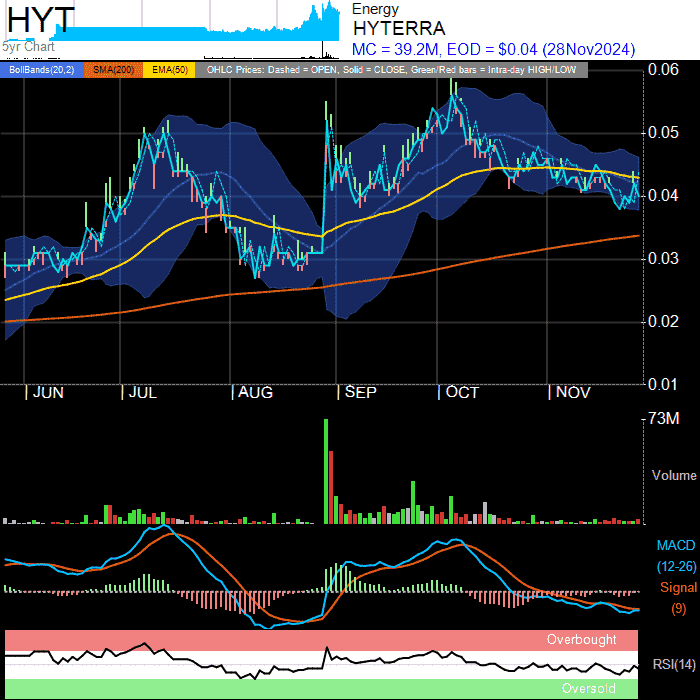 HYT
5yr Chart
Energy
HYTERRA
MC = 39.2M, EOD = $0.04 (28Nov2024)
BollBands(20,2) SMA(200) EMA(50) OHLC Prices: Dashed = OPEN, Solid = CLOSE, Green/Red bars = Intra-day HIGH/LOW
0.06
0.05
0.04
0.03
0.02
0.01
JUN JUL AUG SEP OCT NOV
73M
Volume
MACD
(12-26)
Signal
(9)
Overbought
RSI(14)
Oversold